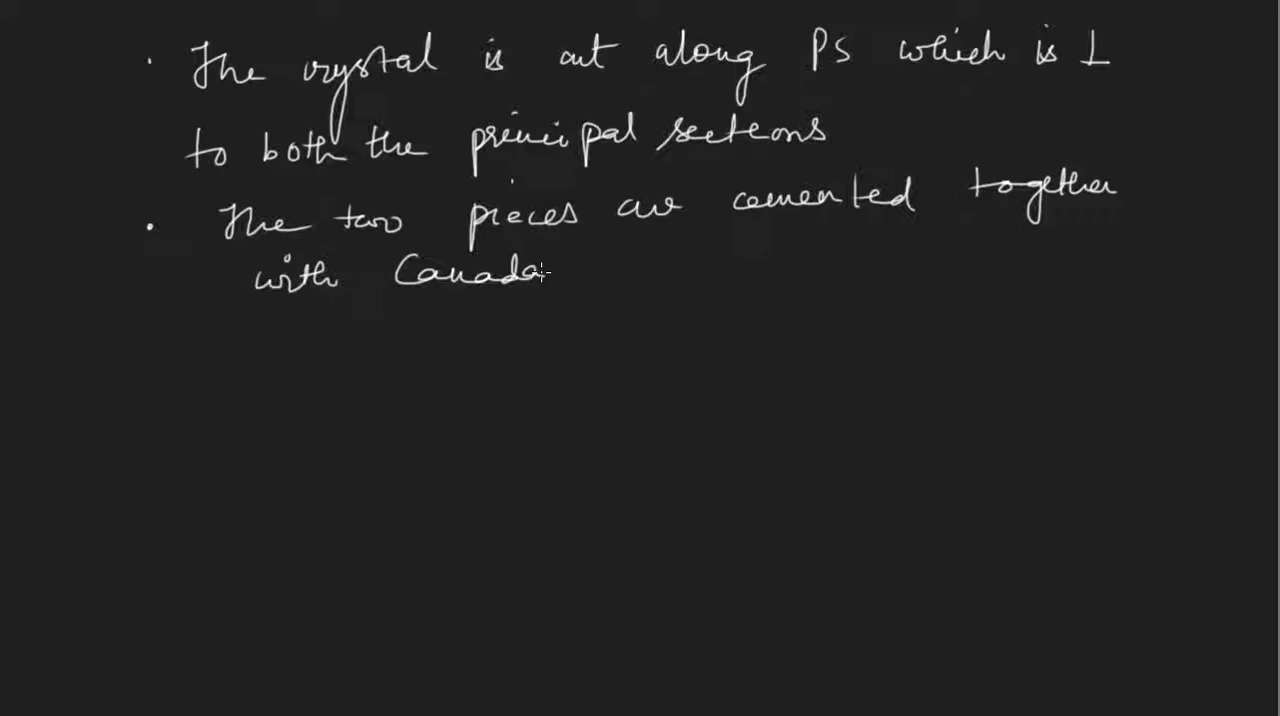 · The crystal is cut along PS which is ⊥
to both the principal sections
· The two pieces are cemented together
with Canada